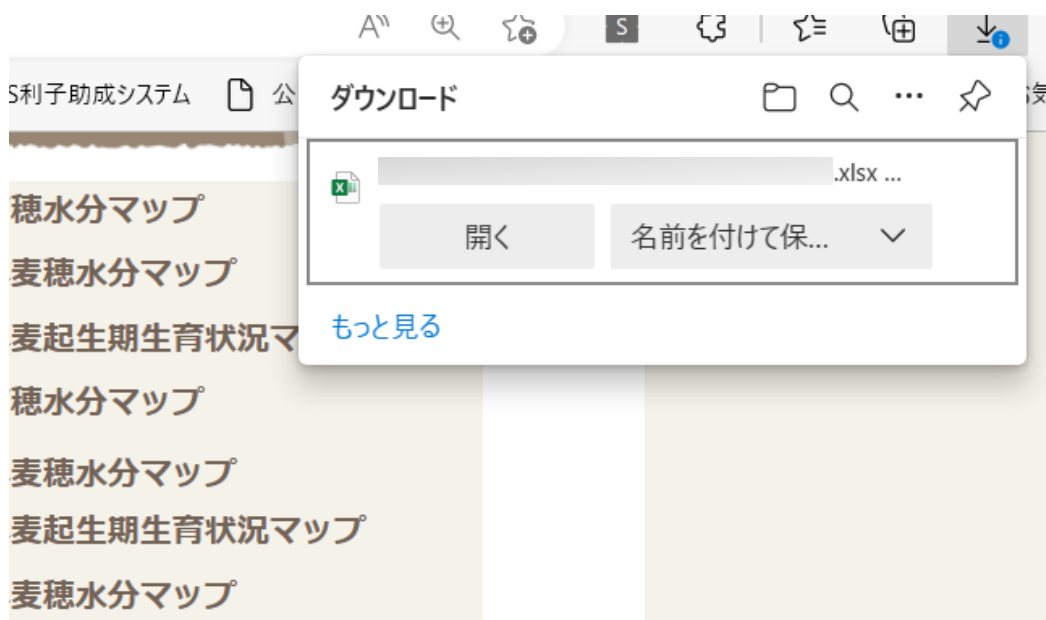 A))
S
S利子助成システム
公
ダウンロード
.xlsx ...
開く
名前を付けて保...
もっと見る
穂水分マップ
麦穂水分マップ
麦起生期生育状況マ
穂水分マップ
麦穂水分マップ
麦起生期生育状況マップ
麦穂水分マップ